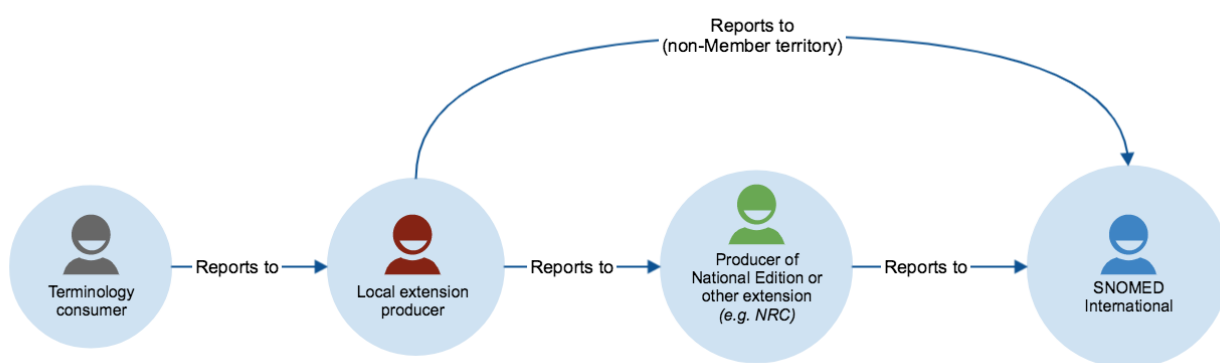 Reports to
(non-Member territory)
Reports to
Reports to
Reports to
Terminology
consumer
Local extension
producer
Producer of
National Edition or
other extension
(e.g. NRC)
SNOMED
International